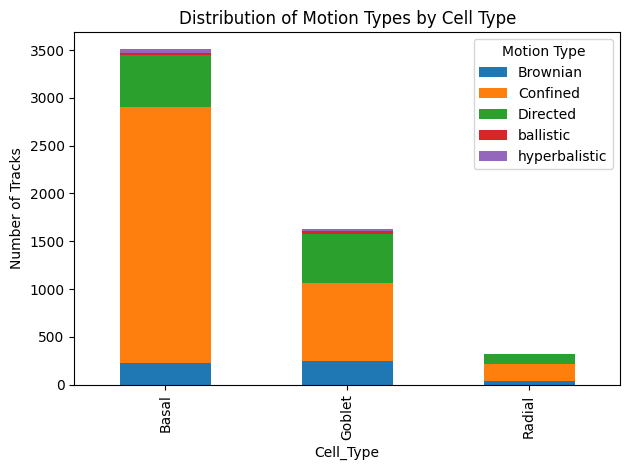 Distribution of Motion Types by Cell Type
Number of Tracks
3500
3000
2500
2000
1500
1000
500
0
Motion Type
Brownian
Confined
Directed
ballistic
hyperbalistic
Basal
Goblet
Radial
Cell_Type